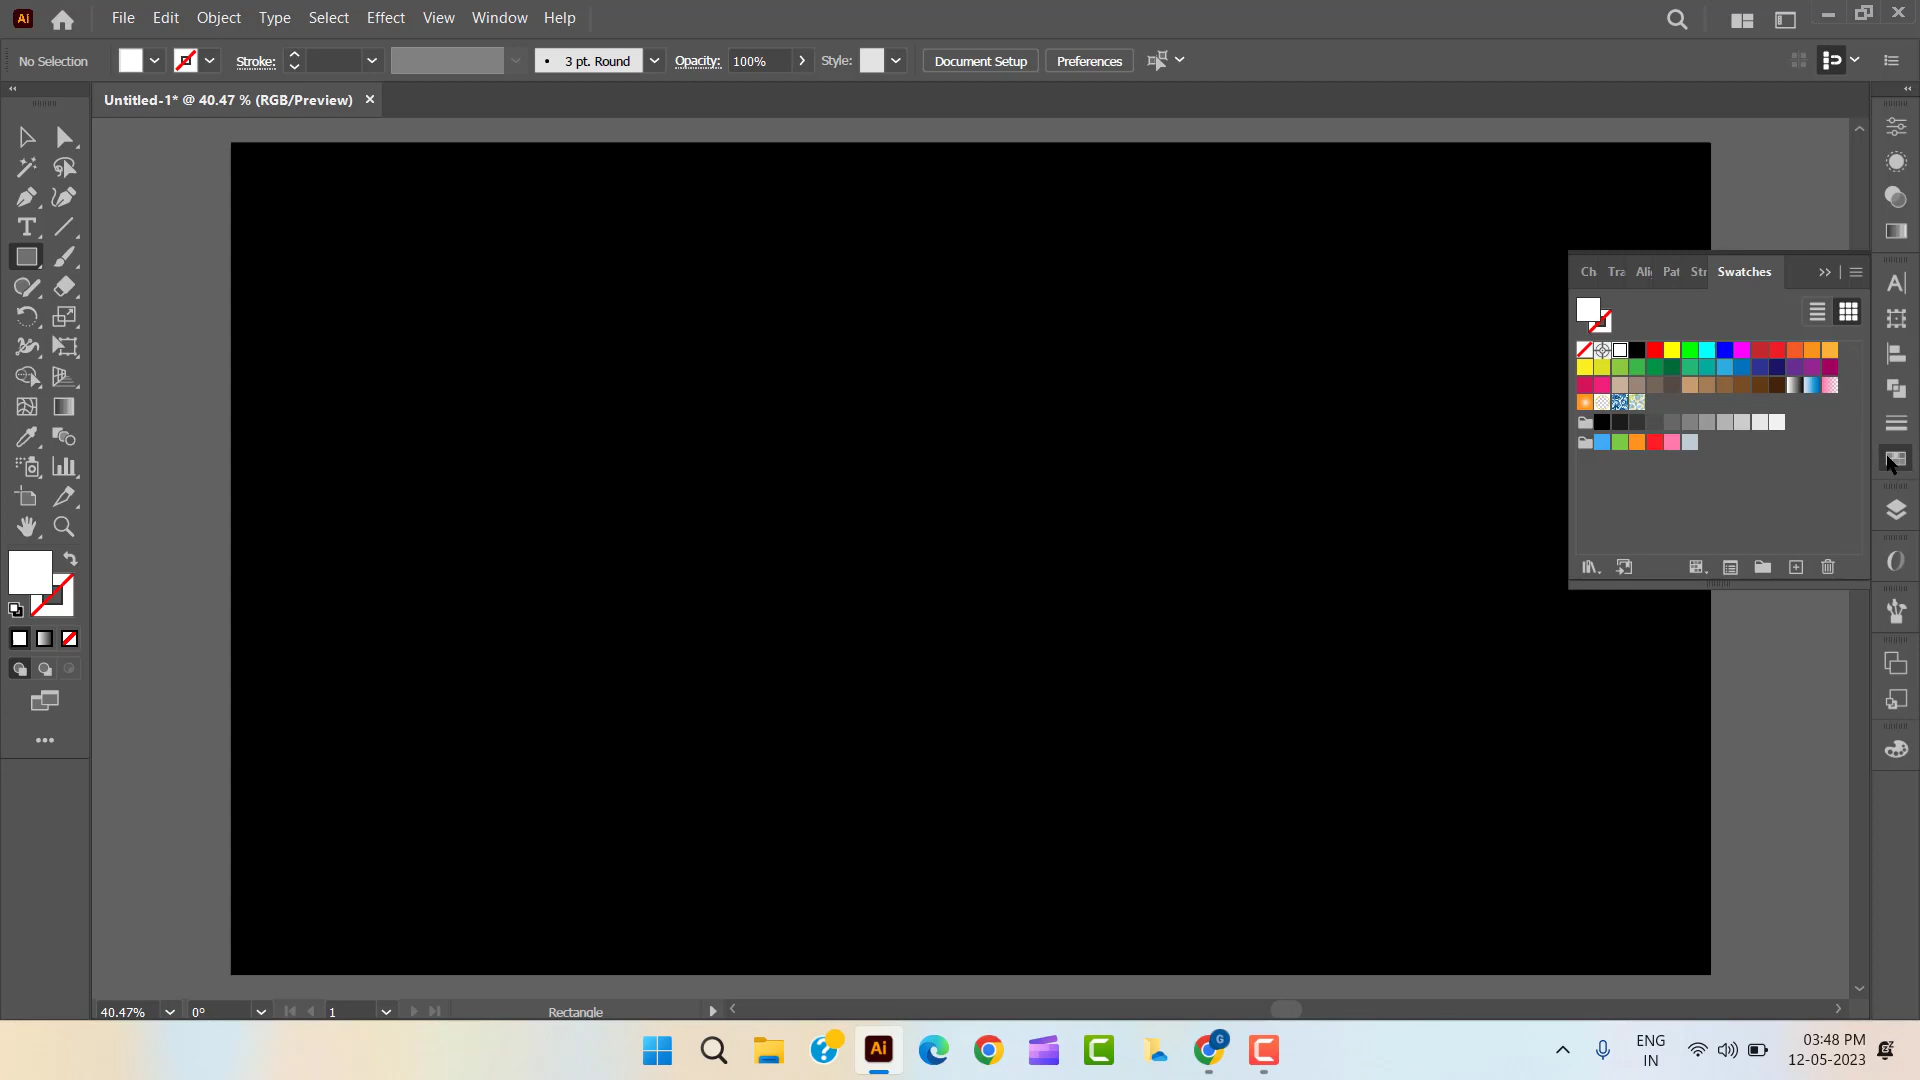 Ai File Edit Object Type Select Effect View Window Help
No Selection Stroke: 3 pt. Round Opacity: 100% Style: Document Setup Preferences
Untitled-1* @ 40.47 % (RGB/Preview)
Ch Tra Ali Pat Str Swatches
40.47% 0° 1 Rectangle
Ai
G
ENG
IN
03:48 PM
12-05-2023